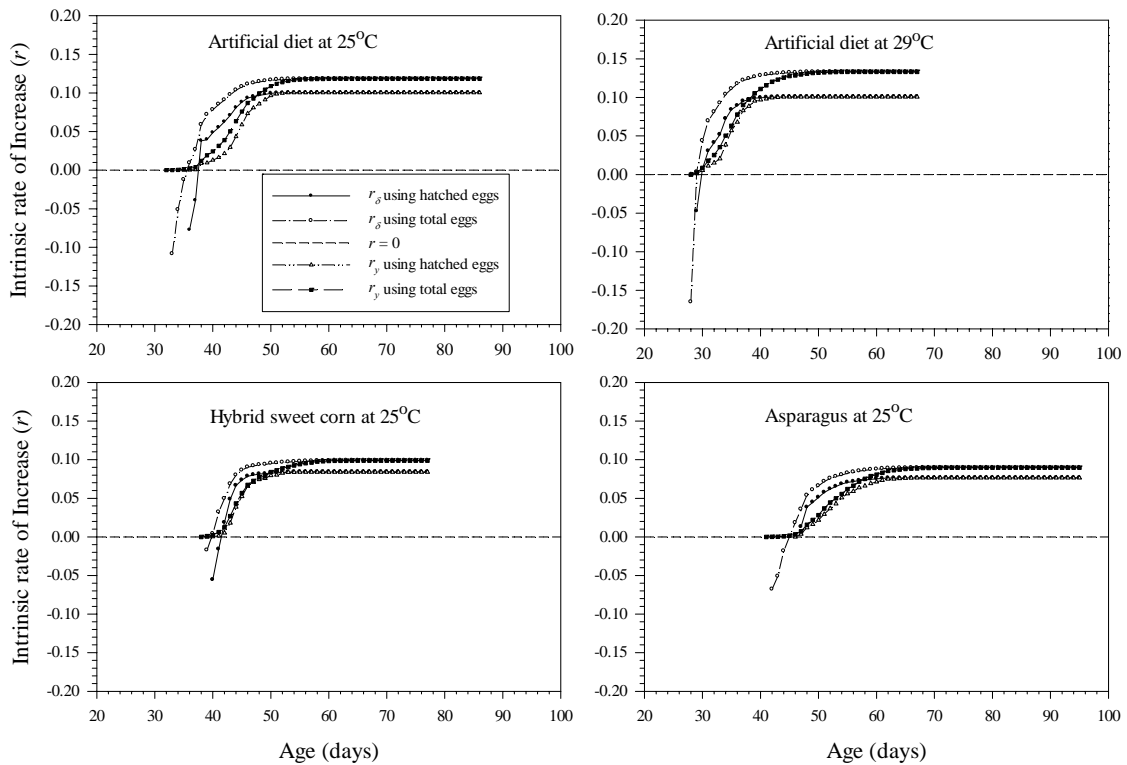 Artificial diet at 25°C
Artificial diet at 29°C
Intrinsic rate of Increase (r)
0.20
0.15
0.10
0.05
0.00
-0.05
-0.10
-0.15
-0.20
20 30 40 50 60 70 80 90 100
r_δ using hatched eggs
r_δ using total eggs
r = 0
r_y using hatched eggs
r_y using total eggs
0.20
0.15
0.10
0.05
0.00
-0.05
-0.10
-0.15
-0.20
20 30 40 50 60 70 80 90 100
Hybrid sweet corn at 25°C
Asparagus at 25°C
Intrinsic rate of Increase (r)
0.20
0.15
0.10
0.05
0.00
-0.05
-0.10
-0.15
-0.20
20 30 40 50 60 70 80 90 100
Age (days)
0.20
0.15
0.10
0.05
0.00
-0.05
-0.10
-0.15
-0.20
20 30 40 50 60 70 80 90 100
Age (days)